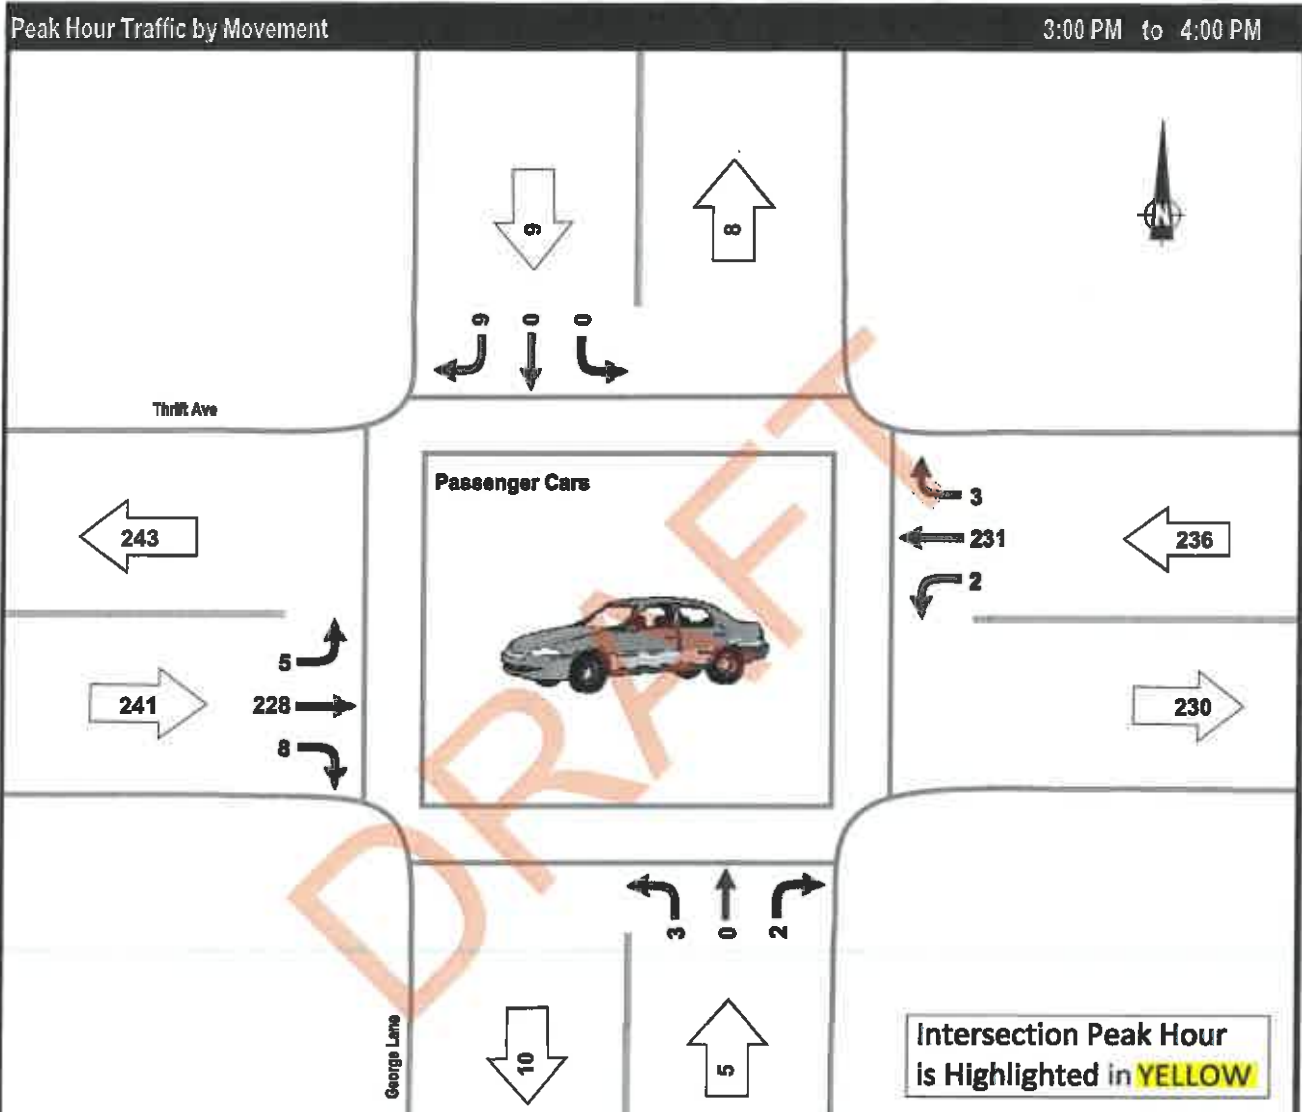 Peak Hour Traffic by Movement 3:00 PM to 4:00 PM
9 8
N
9 0 0
Thrift Ave
Passenger Cars
3
243 231 236
2
5
241 228 230
8
3 0 2
10 5
George Lane
DRAFT
Intersection Peak Hour
is Highlighted in YELLOW